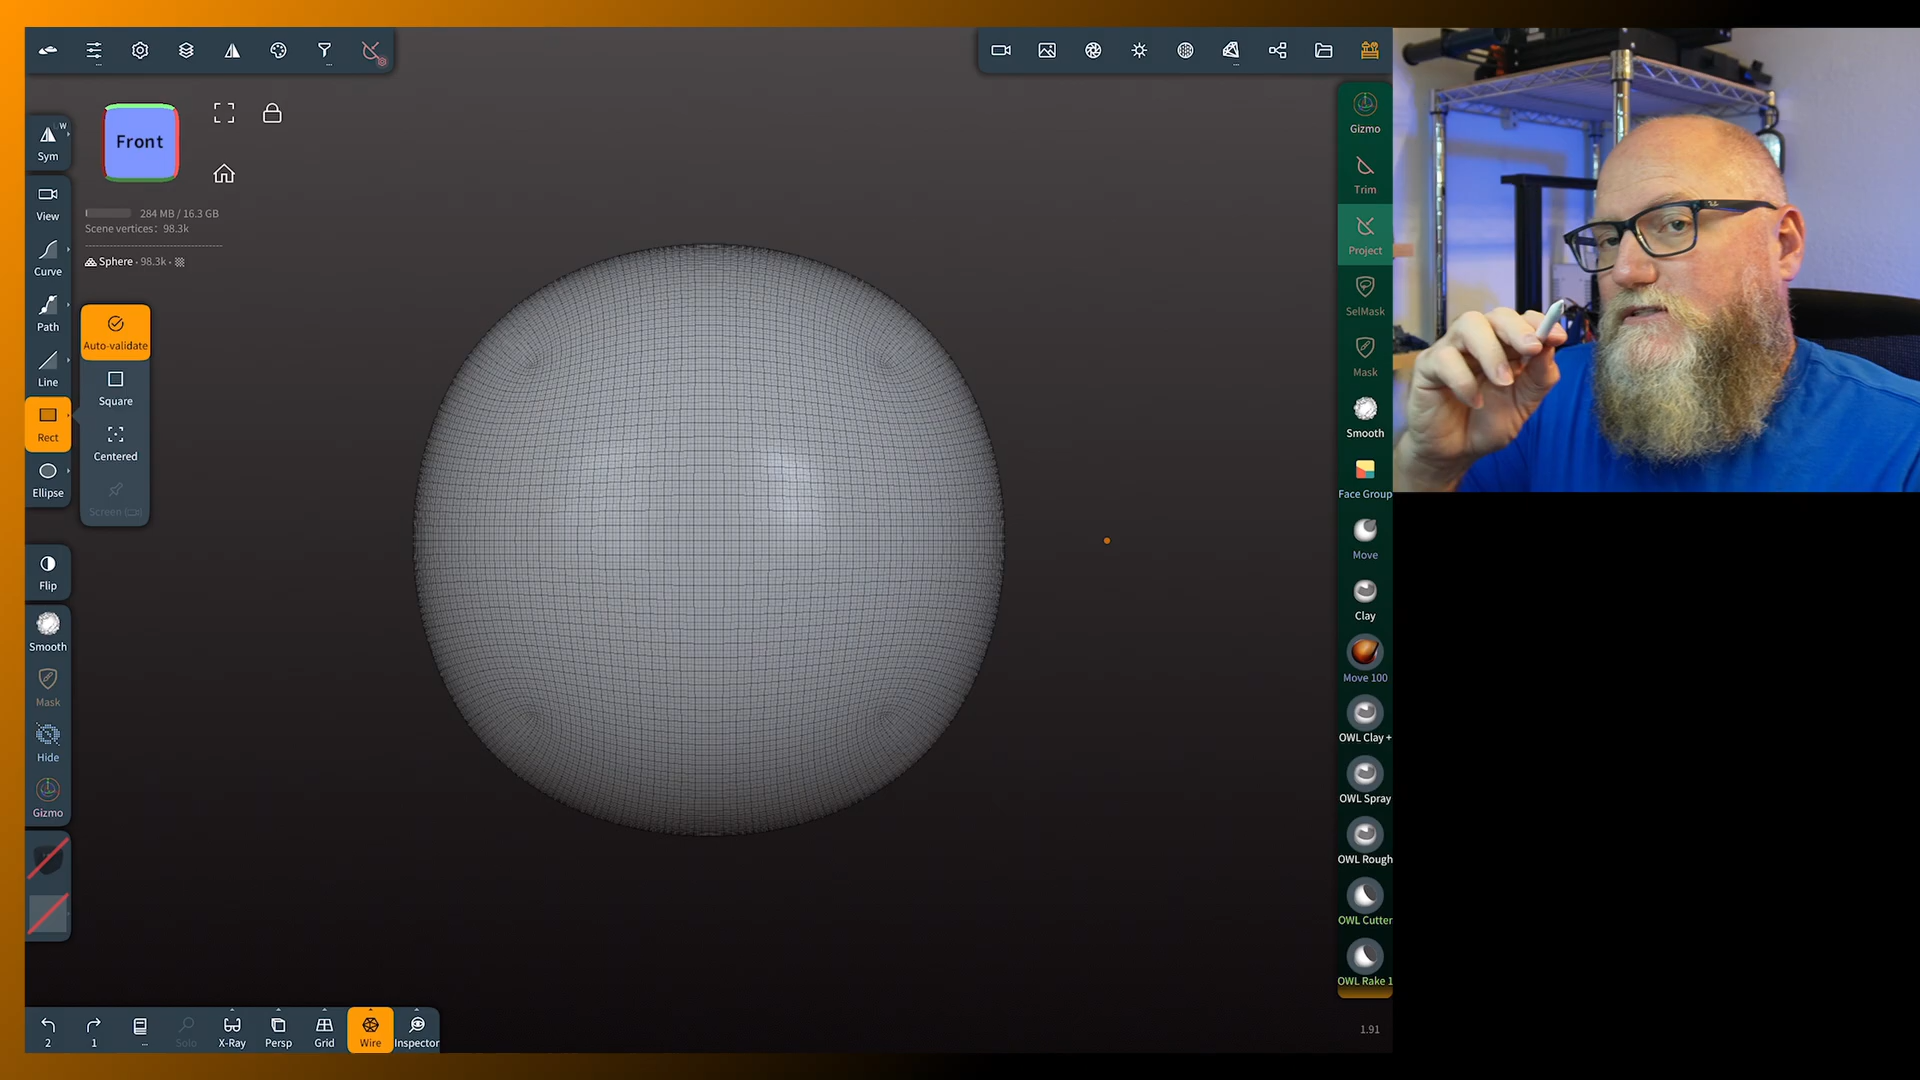 W
Sym
View
Curve
Path
Line
Rect
Ellipse
Flip
Smooth
Mask
Hide
Gizmo
Front
284 MB / 16.3 GB
Scene vertices: 98.3k
Sphere · 98.3k ·
Auto-validate
Square
Centered
Screen
Gizmo
Trim
Project
SelMask
Mask
Smooth
Face Group
Move
Clay
Move 100
OWL Clay +
OWL Spray
OWL Rough
OWL Cutter
OWL Rake 1
2
1
...
Solo
X-Ray
Persp
Grid
Wire
Inspector
1.91